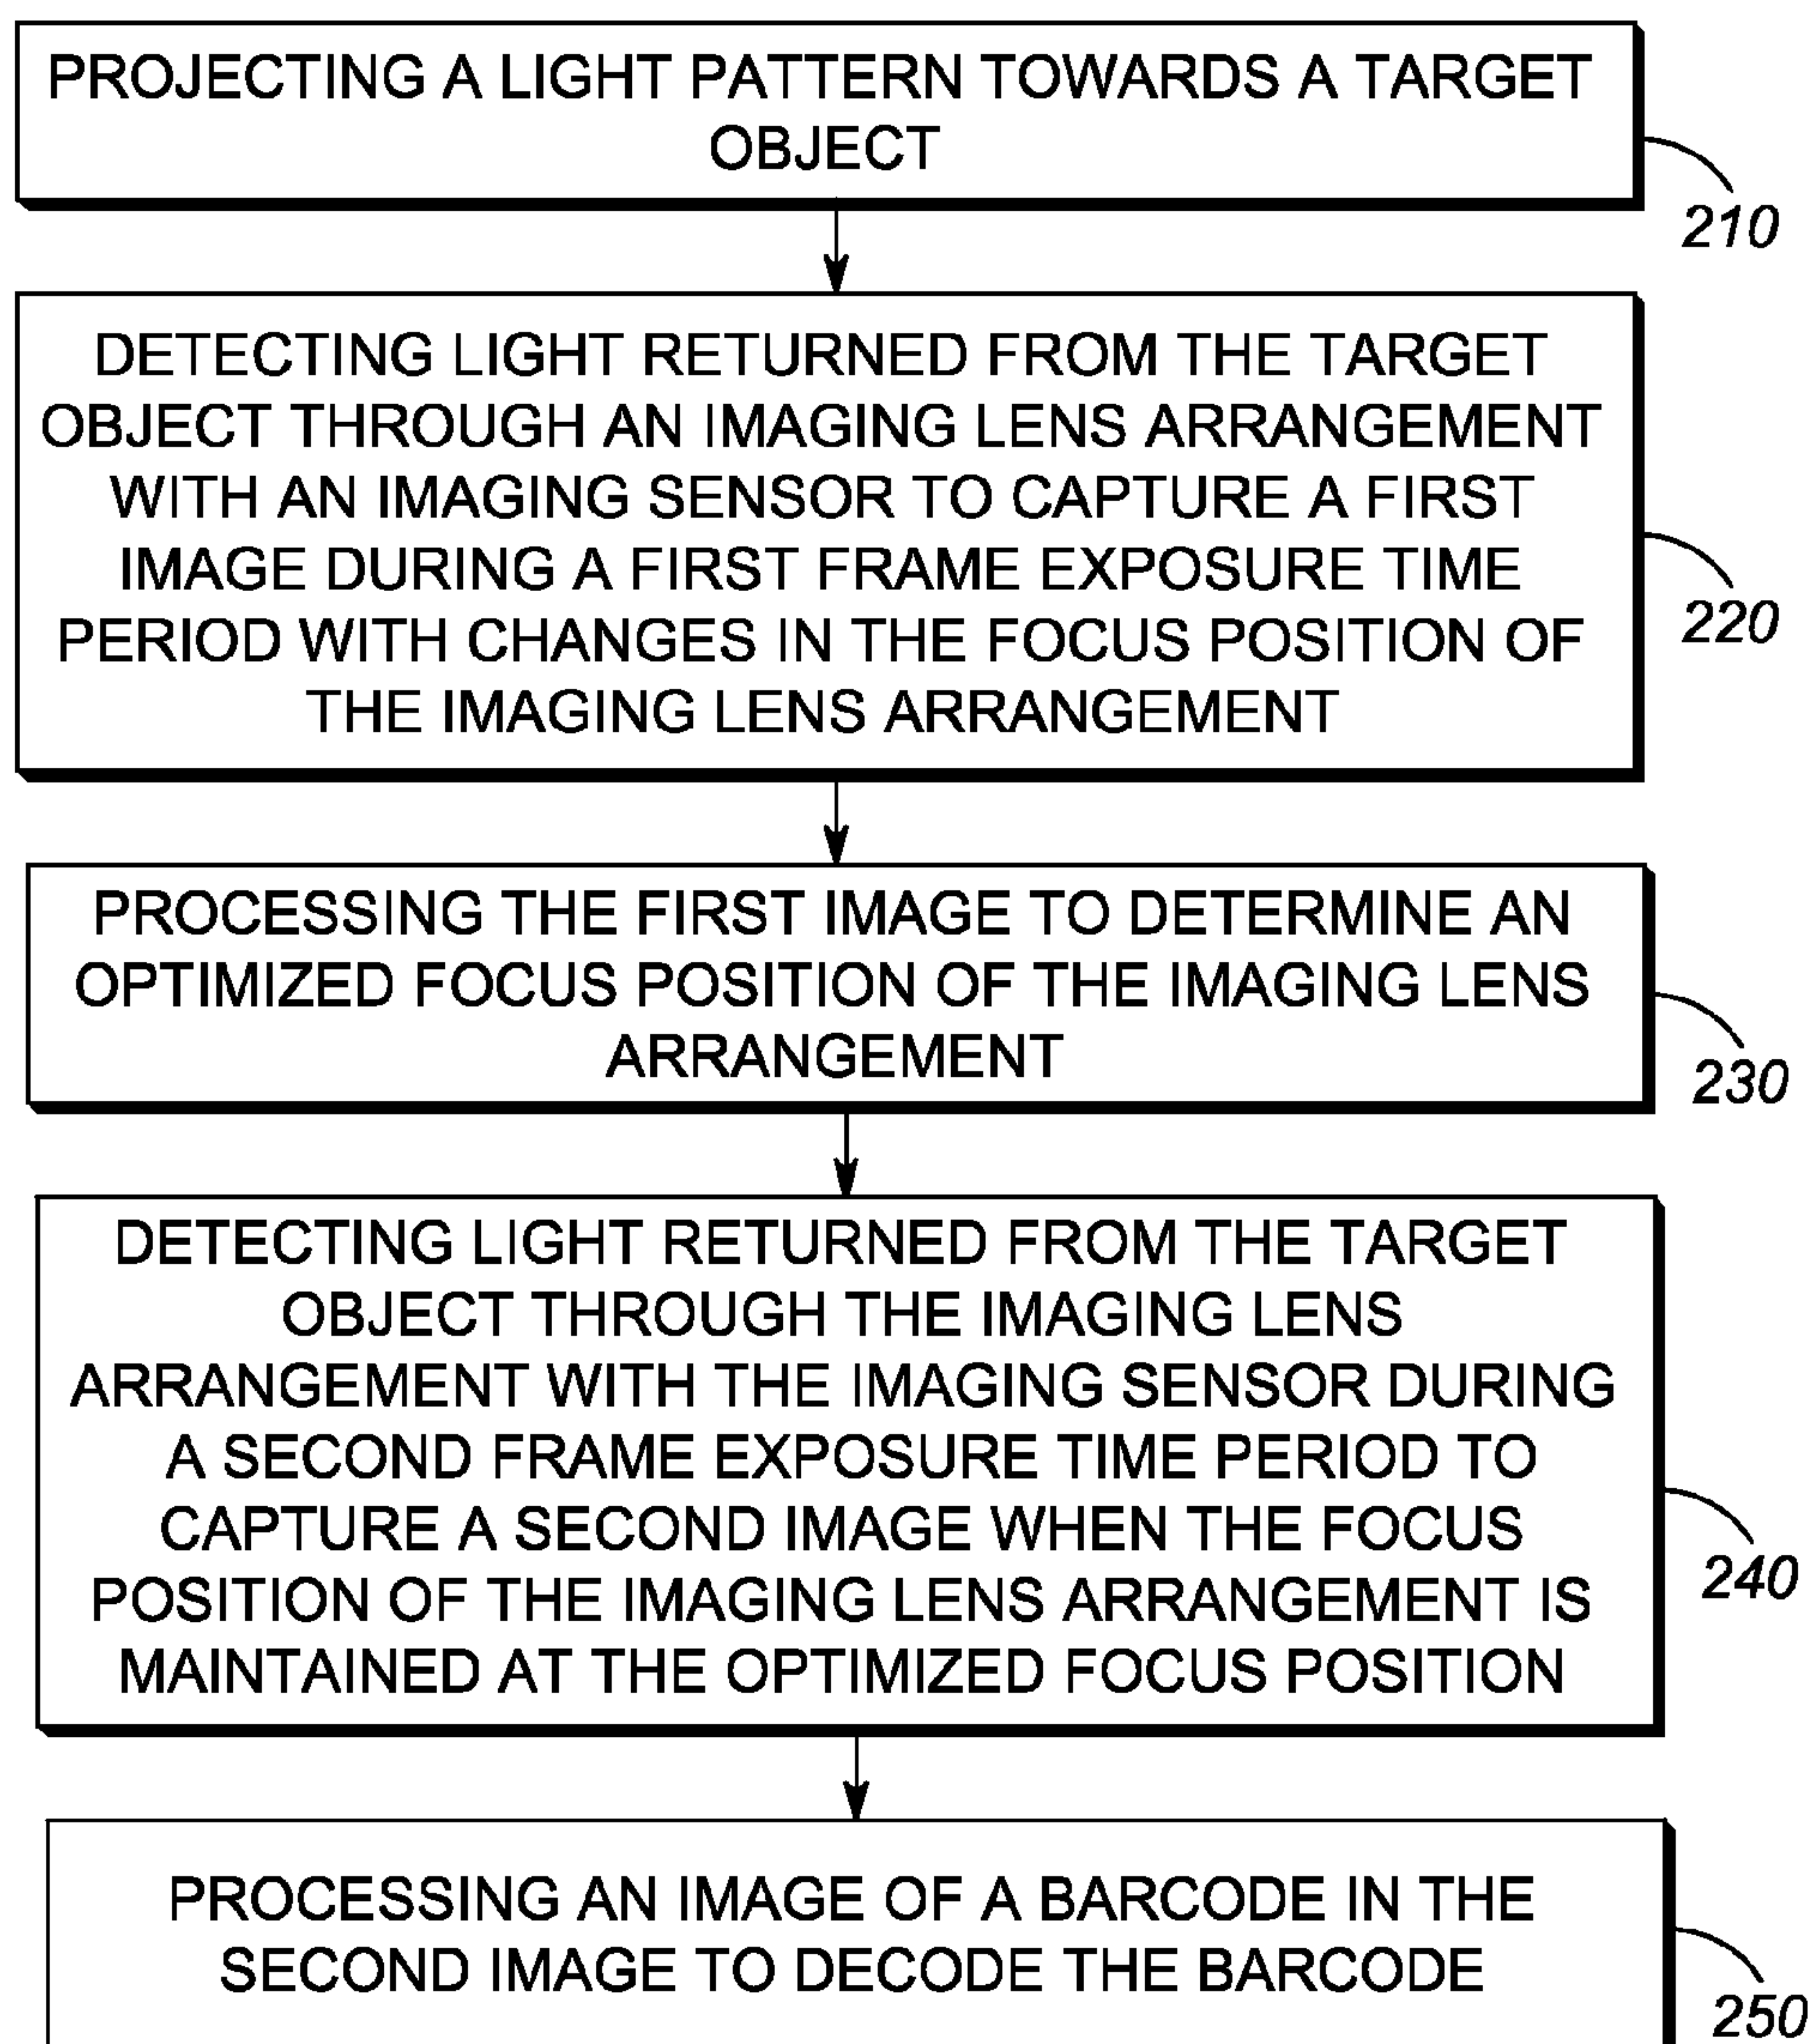 PROJECTING A LIGHT PATTERN TOWARDS A TARGET
OBJECT
210
DETECTING LIGHT RETURNED FROM THE TARGET
OBJECT THROUGH AN IMAGING LENS ARRANGEMENT
WITH AN IMAGING SENSOR TO CAPTURE A FIRST
IMAGE DURING A FIRST FRAME EXPOSURE TIME
PERIOD WITH CHANGES IN THE FOCUS POSITION OF
THE IMAGING LENS ARRANGEMENT
220
PROCESSING THE FIRST IMAGE TO DETERMINE AN
OPTIMIZED FOCUS POSITION OF THE IMAGING LENS
ARRANGEMENT
230
DETECTING LIGHT RETURNED FROM THE TARGET
OBJECT THROUGH THE IMAGING LENS
ARRANGEMENT WITH THE IMAGING SENSOR DURING
A SECOND FRAME EXPOSURE TIME PERIOD TO
CAPTURE A SECOND IMAGE WHEN THE FOCUS
POSITION OF THE IMAGING LENS ARRANGEMENT IS
MAINTAINED AT THE OPTIMIZED FOCUS POSITION
240
PROCESSING AN IMAGE OF A BARCODE IN THE
SECOND IMAGE TO DECODE THE BARCODE
250